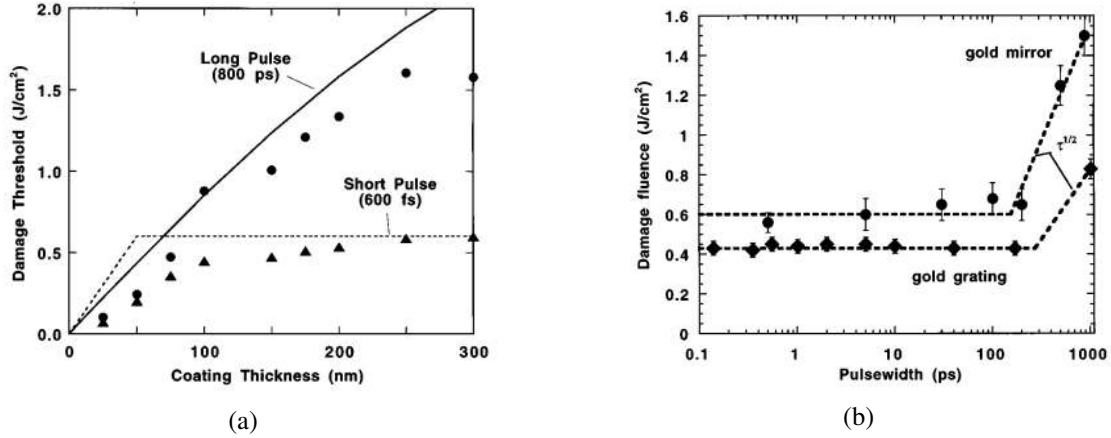 2.0
1.5
1.0
0.5
0.0
Damage Threshold (J/cm²)
Long Pulse
(800 ps)
Short Pulse
(600 fs)
0
100
200
300
Coating Thickness (nm)
(a)
1.6
1.4
1.2
1
0.8
0.6
0.4
0.2
0
Damage fluence (J/cm²)
gold mirror
τ^1/2
gold grating
0.1
1
10
100
1000
Pulsewidth (ps)
(b)